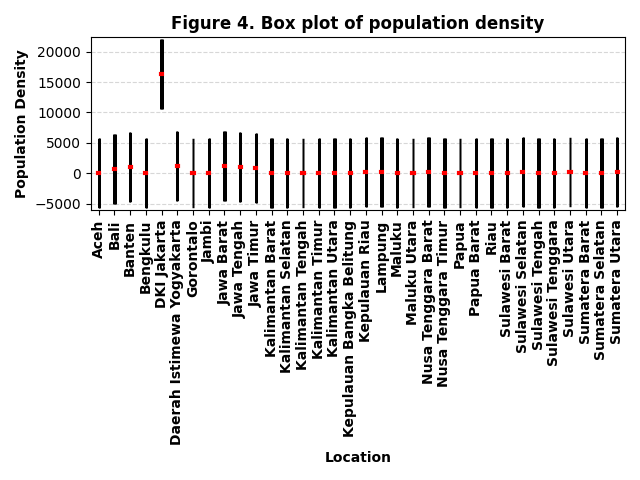 Figure 4. Box plot of population density
Population Density
20000
15000
10000
5000
0
−5000
Aceh
Bali
Banten
Bengkulu
DKI Jakarta
Daerah Istimewa Yogyakarta
Gorontalo
Jambi
Jawa Barat
Jawa Tengah
Jawa Timur
Kalimantan Barat
Kalimantan Selatan
Kalimantan Tengah
Kalimantan Timur
Kalimantan Utara
Kepulauan Bangka Belitung
Kepulauan Riau
Lampung
Maluku
Maluku Utara
Nusa Tenggara Barat
Nusa Tenggara Timur
Papua
Papua Barat
Riau
Sulawesi Barat
Sulawesi Selatan
Sulawesi Tengah
Sulawesi Tenggara
Sulawesi Utara
Sumatera Barat
Sumatera Selatan
Sumatera Utara
Location